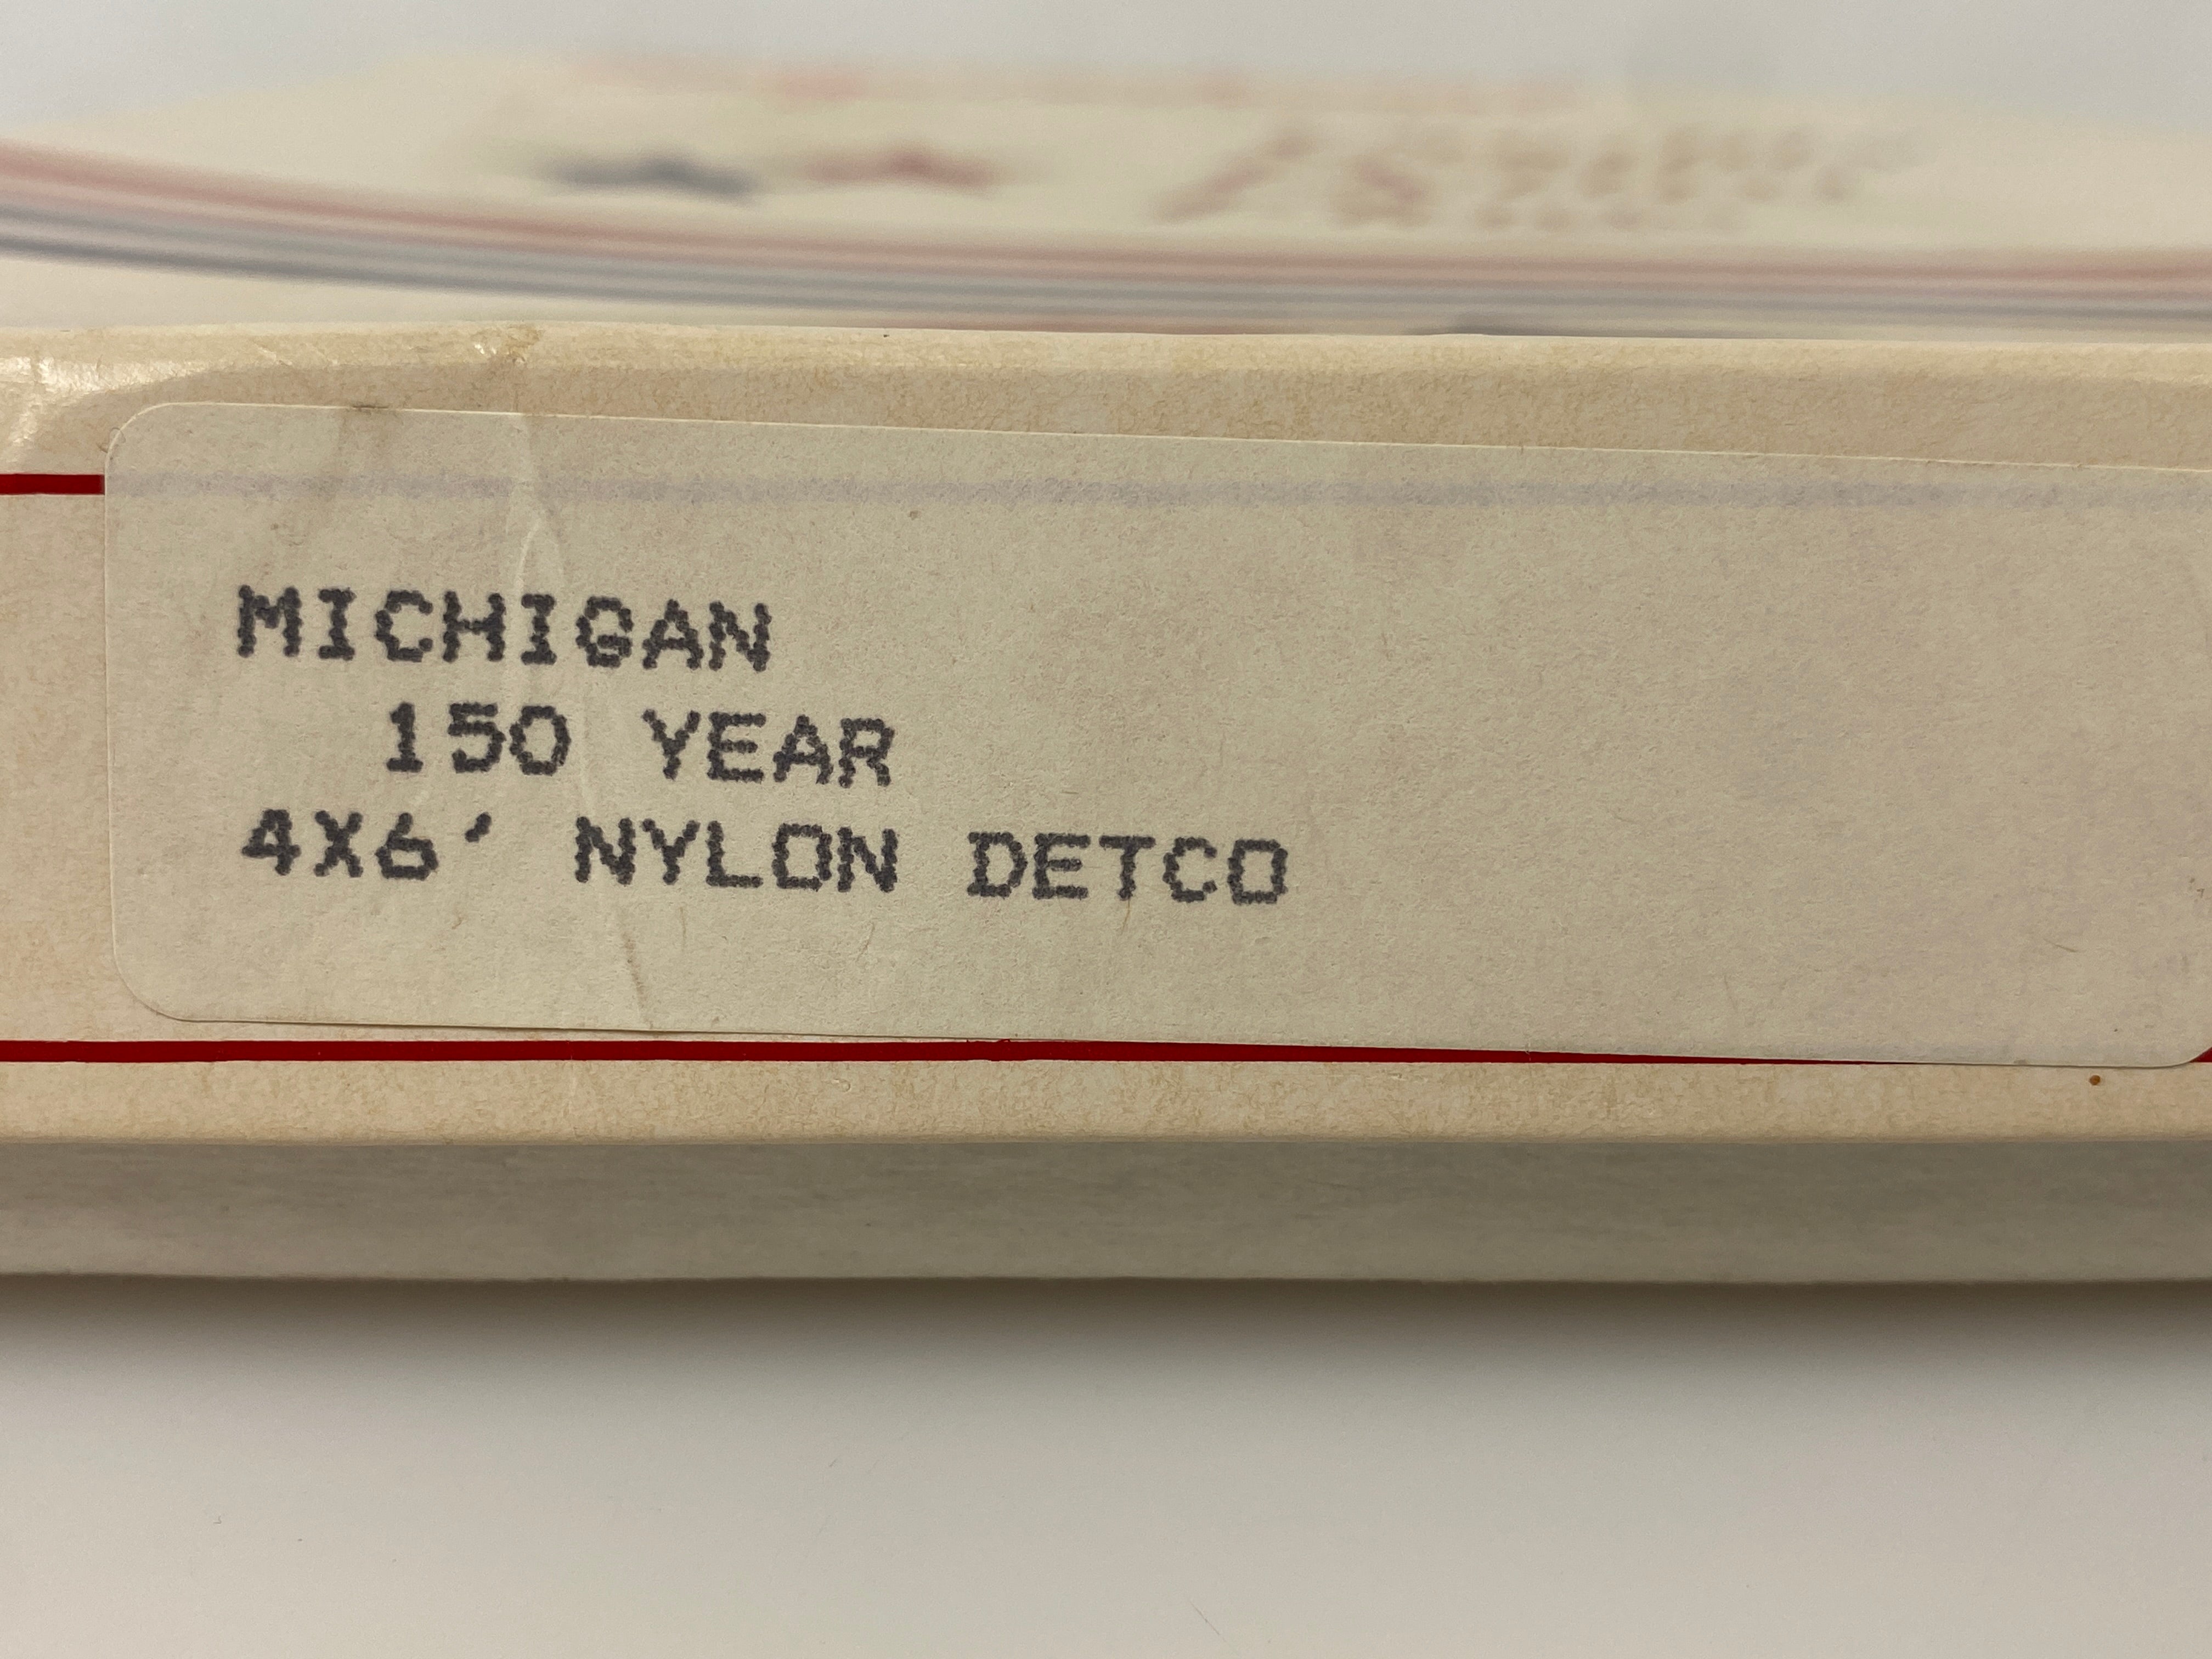 MICHIGAN
150 YEAR
4X6' NYLON DETCO